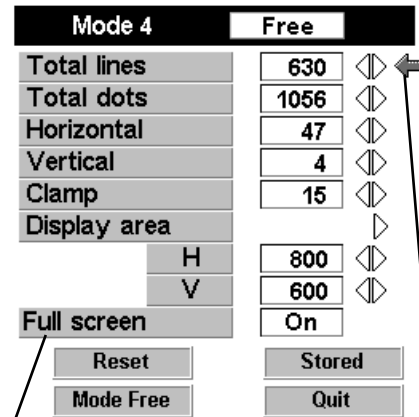 Mode 4 Free
Total lines 630
Total dots 1056
Horizontal 47
Vertical 4
Clamp 15
Display area
H 800
V 600
Full screen On
Reset Stored
Mode Free Quit